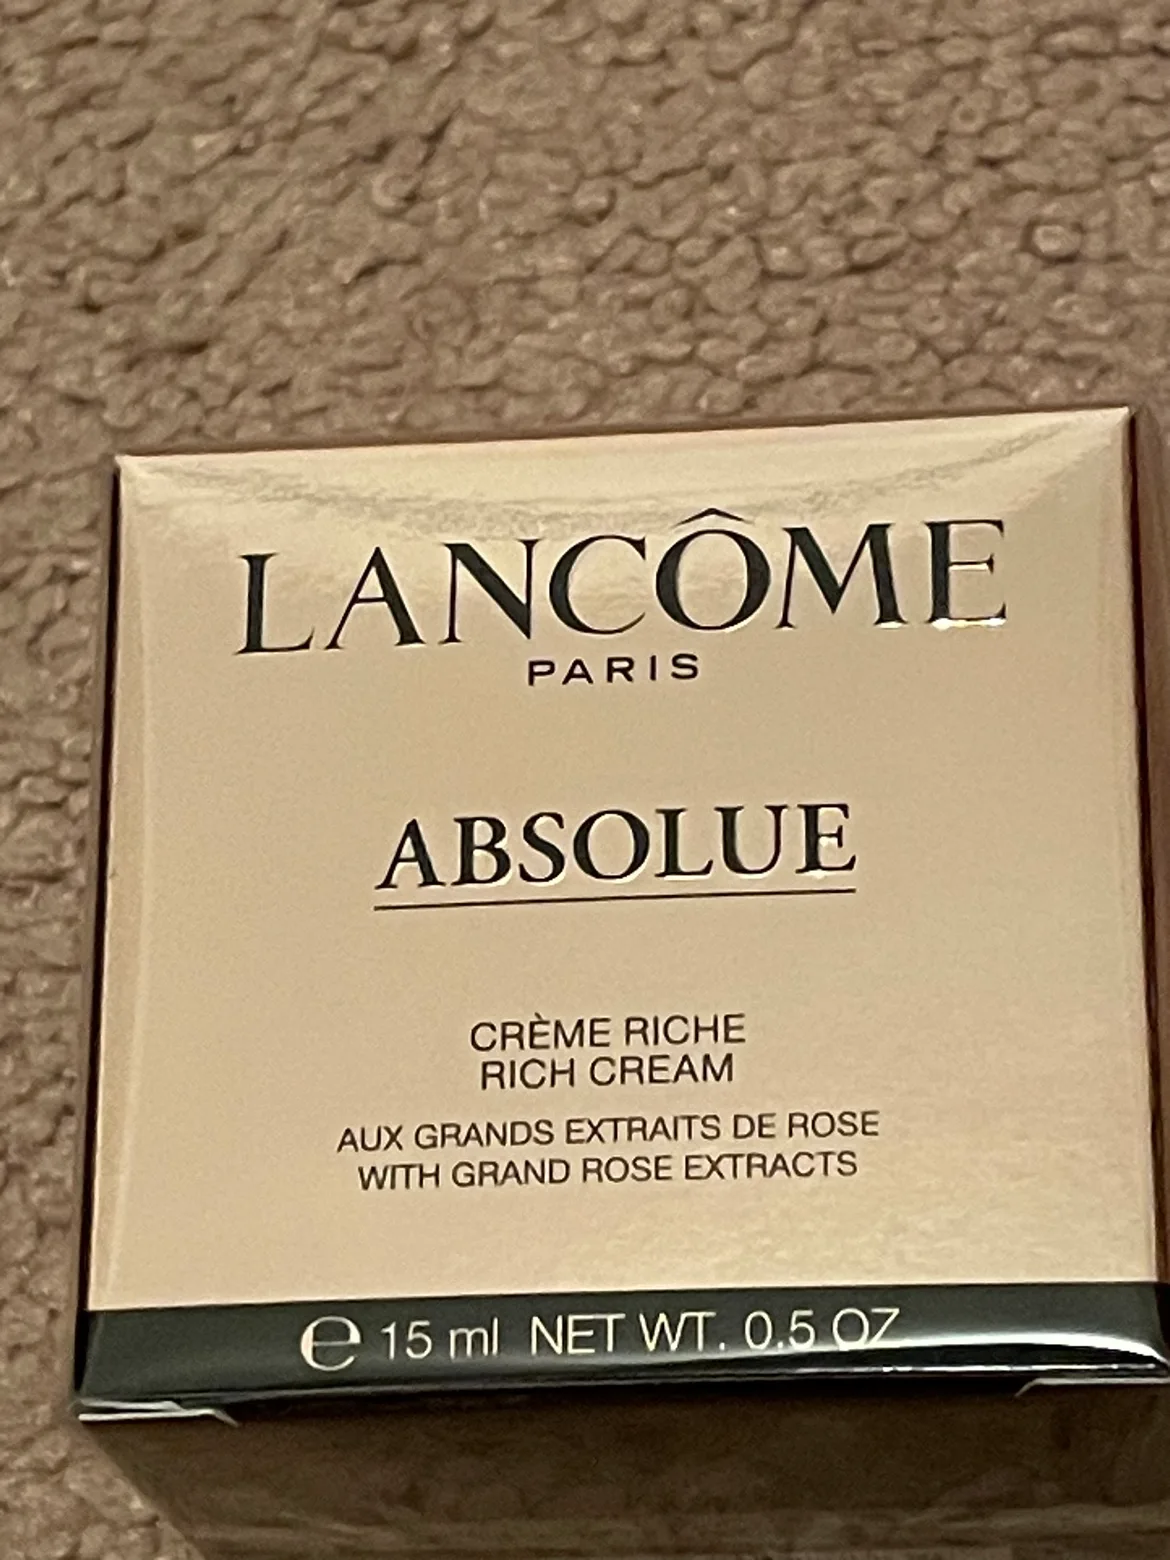 LANCÔME
PARIS
ABSOLUE
CRÈME RICHE
RICH CREAM
AUX GRANDS EXTRAITS DE ROSE
WITH GRAND ROSE EXTRACTS
℮ 15 ml NET WT. 0.5 OZ